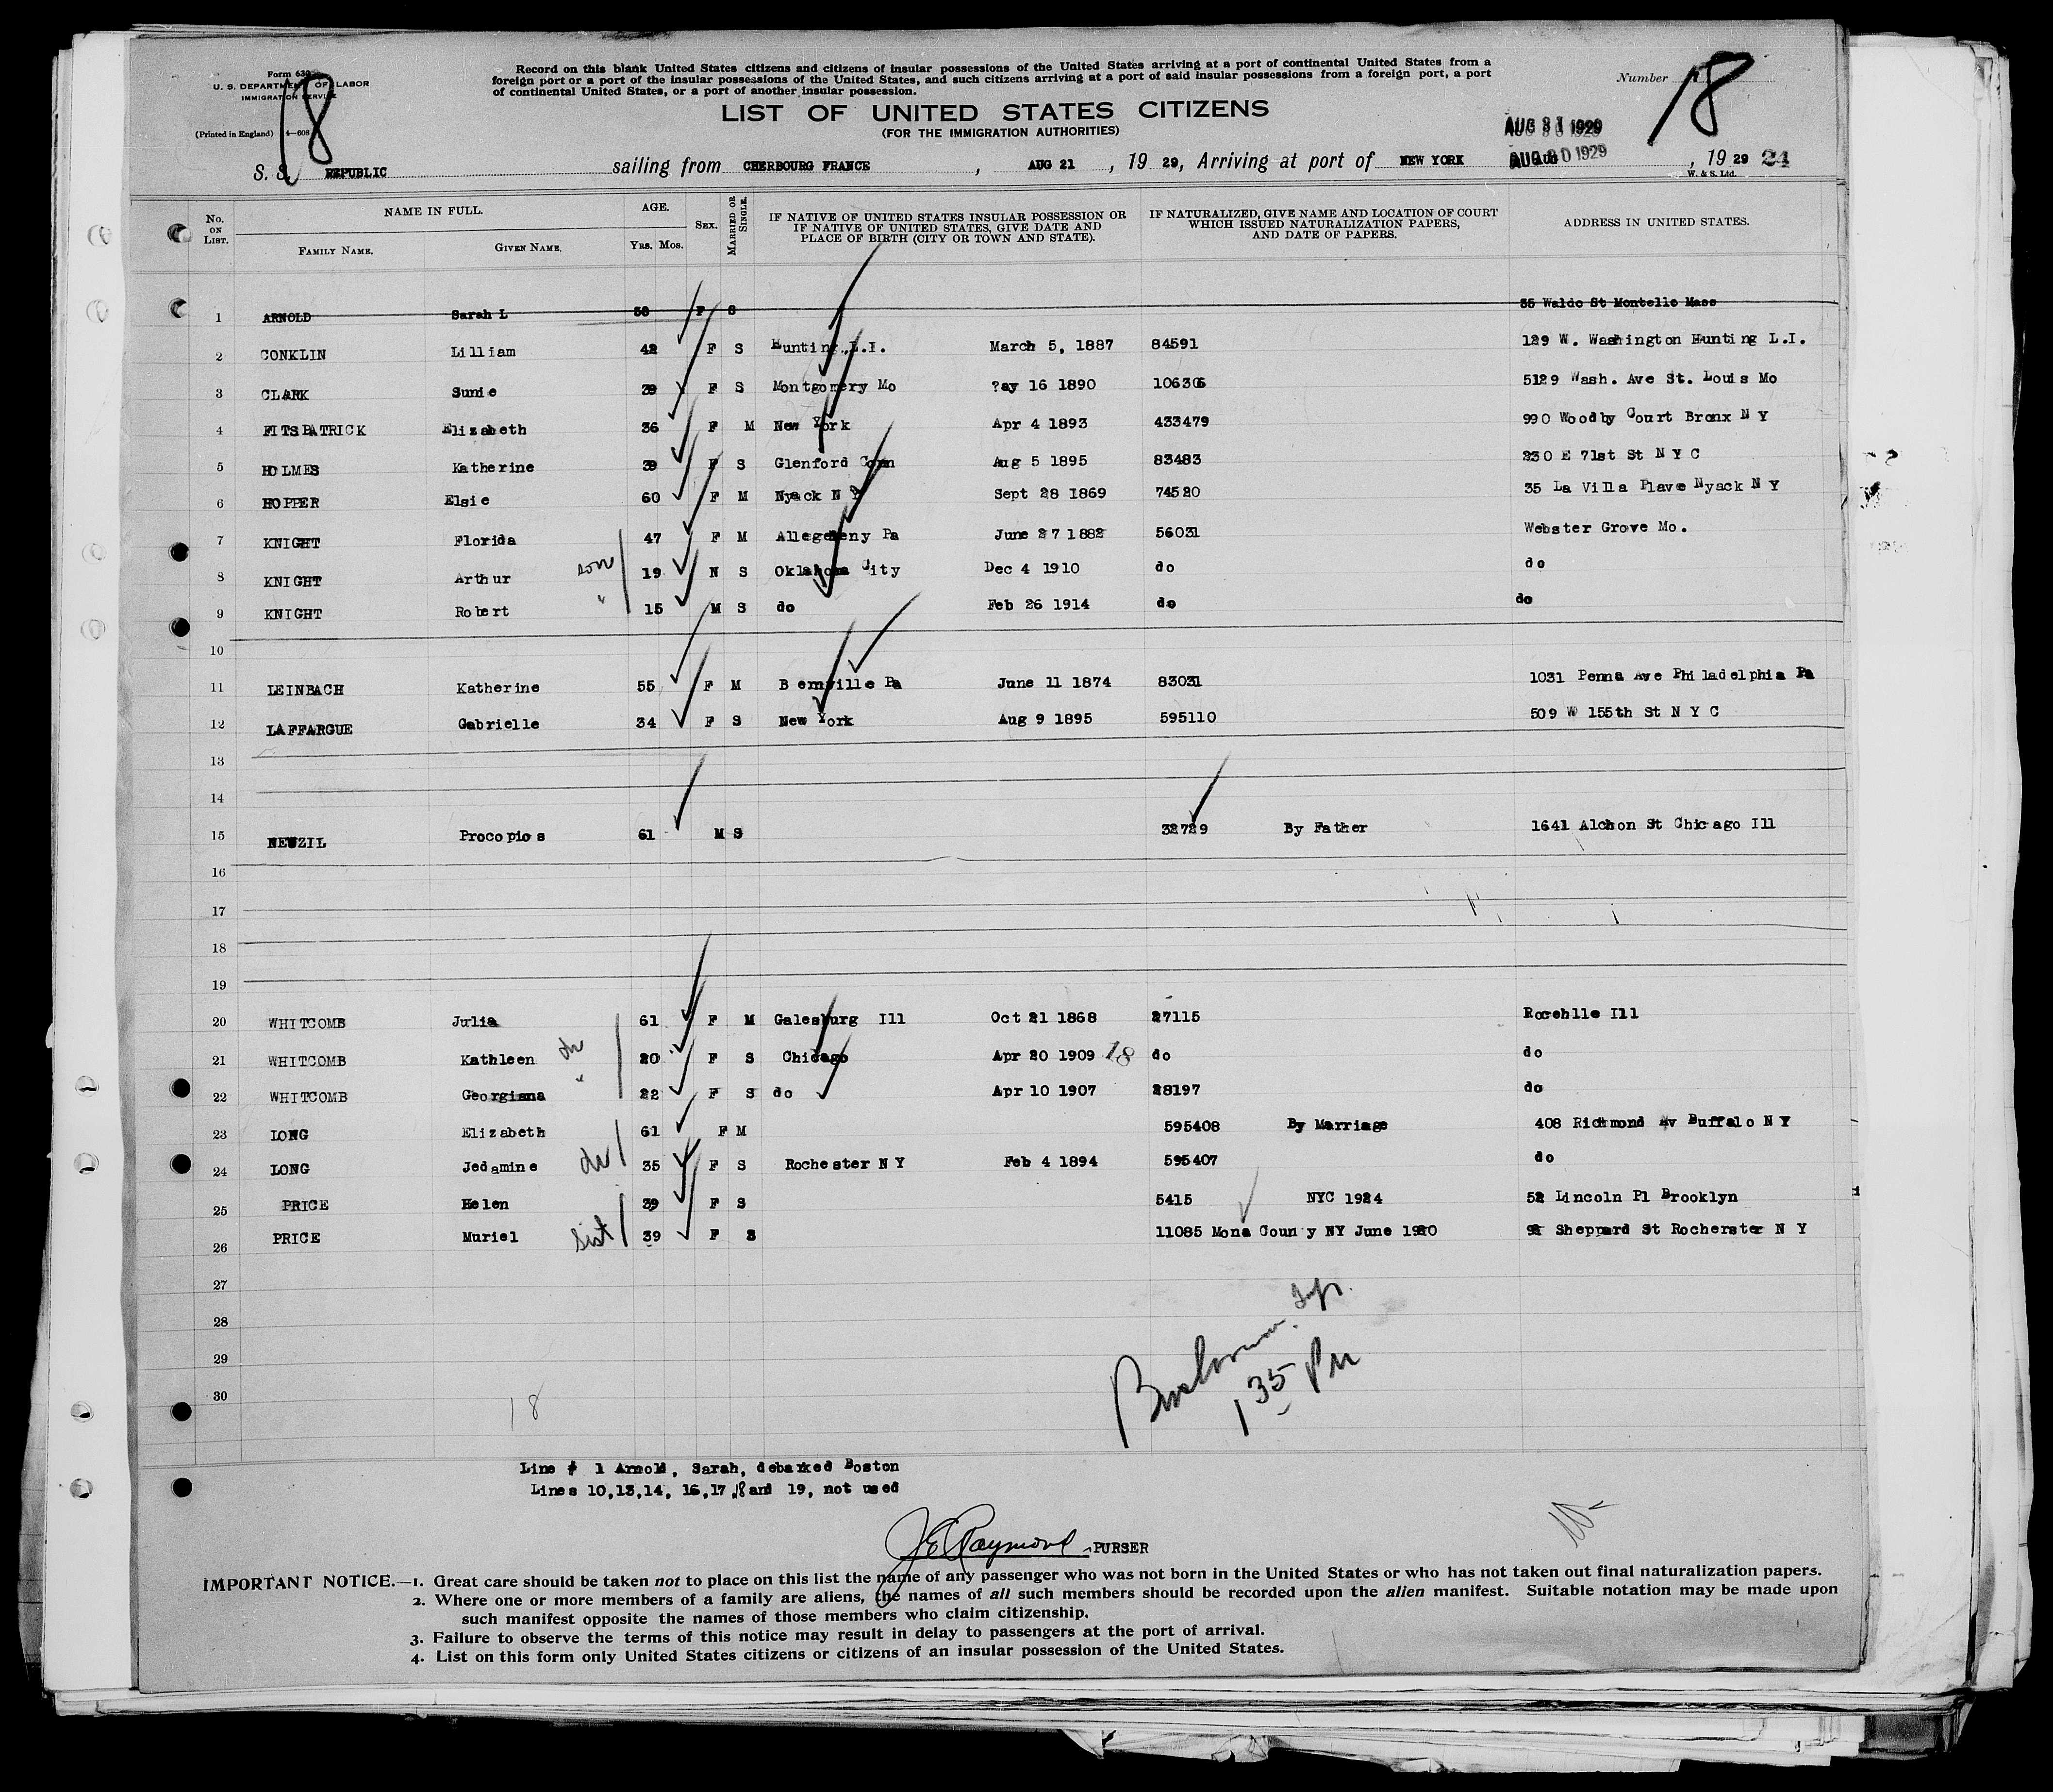 Form 630
U. S. DEPARTMENT OF LABOR
IMMIGRATION SERVICE
(Printed in England) 4—608
18
Record on this blank United States citizens and citizens of insular possessions of the United States arriving at a port of continental United States from a
foreign port or a port of the insular possessions of the United States, and such citizens arriving at a port of said insular possessions from a foreign port, a port
of continental United States, or a port of another insular possession.
Number 18
LIST OF UNITED STATES CITIZENS
(FOR THE IMMIGRATION AUTHORITIES)
AUG 31 1929
AUG 30 1929
S. S. REPUBLIC sailing from CHERBOURG FRANCE , AUG 21 , 19 29, Arriving at port of NEW YORK , 19 29 24
W. & S. Ltd.
No. ON LIST. NAME IN FULL. FAMILY NAME. GIVEN NAME. AGE. YRS. MOS. SEX. MARRIED OR SINGLE. IF NATIVE OF UNITED STATES INSULAR POSSESSION OR IF NATIVE OF UNITED STATES, GIVE DATE AND PLACE OF BIRTH (CITY OR TOWN AND STATE). IF NATURALIZED, GIVE NAME AND LOCATION OF COURT WHICH ISSUED NATURALIZATION PAPERS, AND DATE OF PAPERS. ADDRESS IN UNITED STATES.
1 ARNOLD Sarah L F S 35 Waldo St Montello Mass
2 CONKLIN Lilliam 42 F S Hunting L.I. March 5, 1887 84591 129 W. Washington Hunting L.I.
3 CLARK Sunie 39 F S Montgomery Mo ?ay 16 1890 106306 5129 Wash. Ave St. Louis Mo
4 FITSPATRICK Elizabeth 36 F M New York Apr 4 1893 433479 990 Woodby Court Bronx N Y
5 HOLMES Katherine 39 F S Glenford Conn Aug 5 1895 83483 230 E 71st St N Y C
6 HOPPER Elsie 60 F M Nyack N Y Sept 28 1869 74520 35 La Villa Plave Nyack N Y
7 KNIGHT Florida 47 F M Allegeheny Pa June 27 1882 56031 Webster Grove Mo.
8 KNIGHT Arthur son 19 N S Oklahoma City Dec 4 1910 do do
9 KNIGHT Robert " 15 M S do Feb 26 1914 do do
10
11 LEINBACH Katherine 55 F M Bernville Pa June 11 1874 83031 1031 Penna Ave Philadelphia Pa
12 LAFFARGUE Gabrielle 34 F S New York Aug 9 1895 595110 509 W 155th St N Y C
13
14
15 NEUZIL Procopios 61 M S 32729 By Father 1641 Alchon St Chicago Ill
16
17
18
19
20 WHITCOMB Julia 61 F M Galesburg Ill Oct 21 1868 27115 Rocehlle Ill
21 WHITCOMB Kathleen da 20 F S Chicago Apr 20 1909 18 do do
22 WHITCOMB Georgiana " 22 F S do Apr 10 1907 28197 do
23 LONG Elizabeth 61 F M 595408 By Marriage 408 Richmond Av Buffalo N Y
24 LONG Jedamine da 35 F S Rochester N Y Feb 4 1894 595407 do
25 PRICE Helen 39 F S 5415 NYC 1924 52 Lincoln Pl Brooklyn
26 PRICE Muriel sist 39 F S 11085 Mona Coun y NY June 1920 Sheppard St Rocherster N Y
27
28
29
30
18
1 35 PM
Line # 1 Arnold, Sarah, debarked Boston
Lines 10,13,14, 16,17,18 and 19, not used
J E Raymond PURSER
IMPORTANT NOTICE.—1. Great care should be taken not to place on this list the name of any passenger who was not born in the United States or who has not taken out final naturalization papers.
2. Where one or more members of a family are aliens, the names of all such members should be recorded upon the alien manifest. Suitable notation may be made upon
such manifest opposite the names of those members who claim citizenship.
3. Failure to observe the terms of this notice may result in delay to passengers at the port of arrival.
4. List on this form only United States citizens or citizens of an insular possession of the United States.